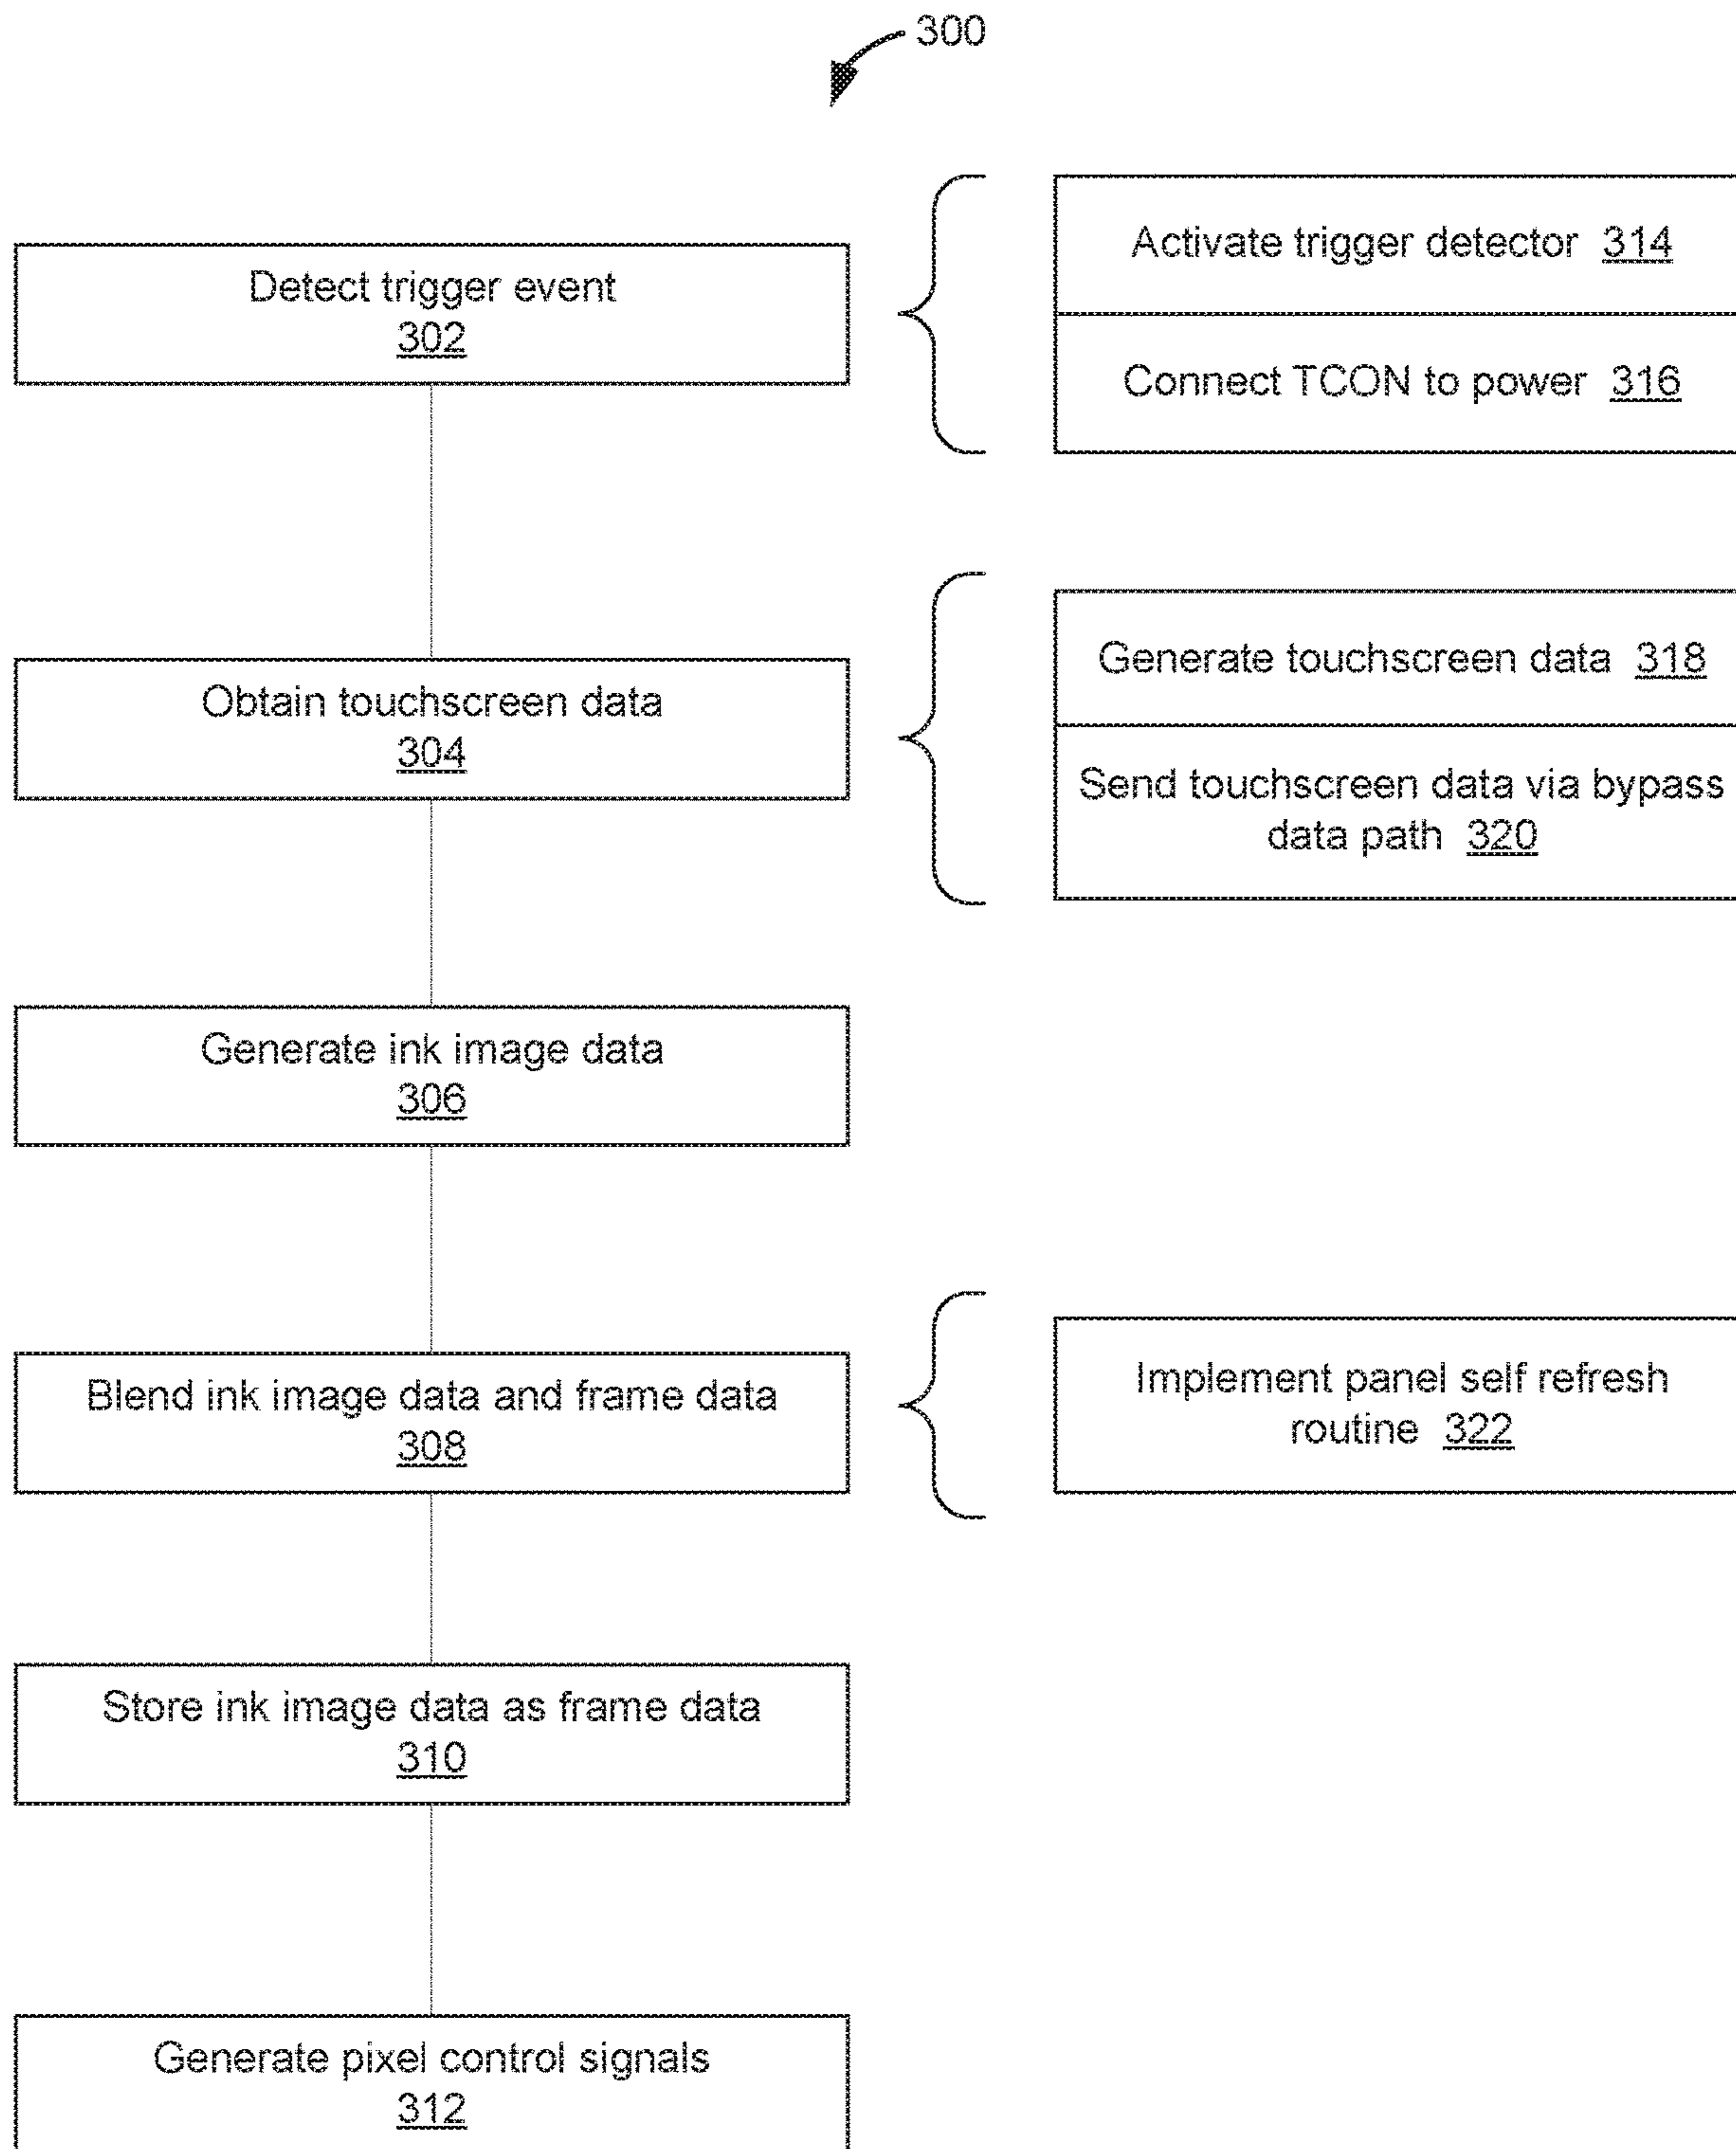 300
Detect trigger event
302
Activate trigger detector 314
Connect TCON to power 316
Obtain touchscreen data
304
Generate touchscreen data 318
Send touchscreen data via bypass
data path 320
Generate ink image data
306
Blend ink image data and frame data
308
Implement panel self refresh
routine 322
Store ink image data as frame data
310
Generate pixel control signals
312